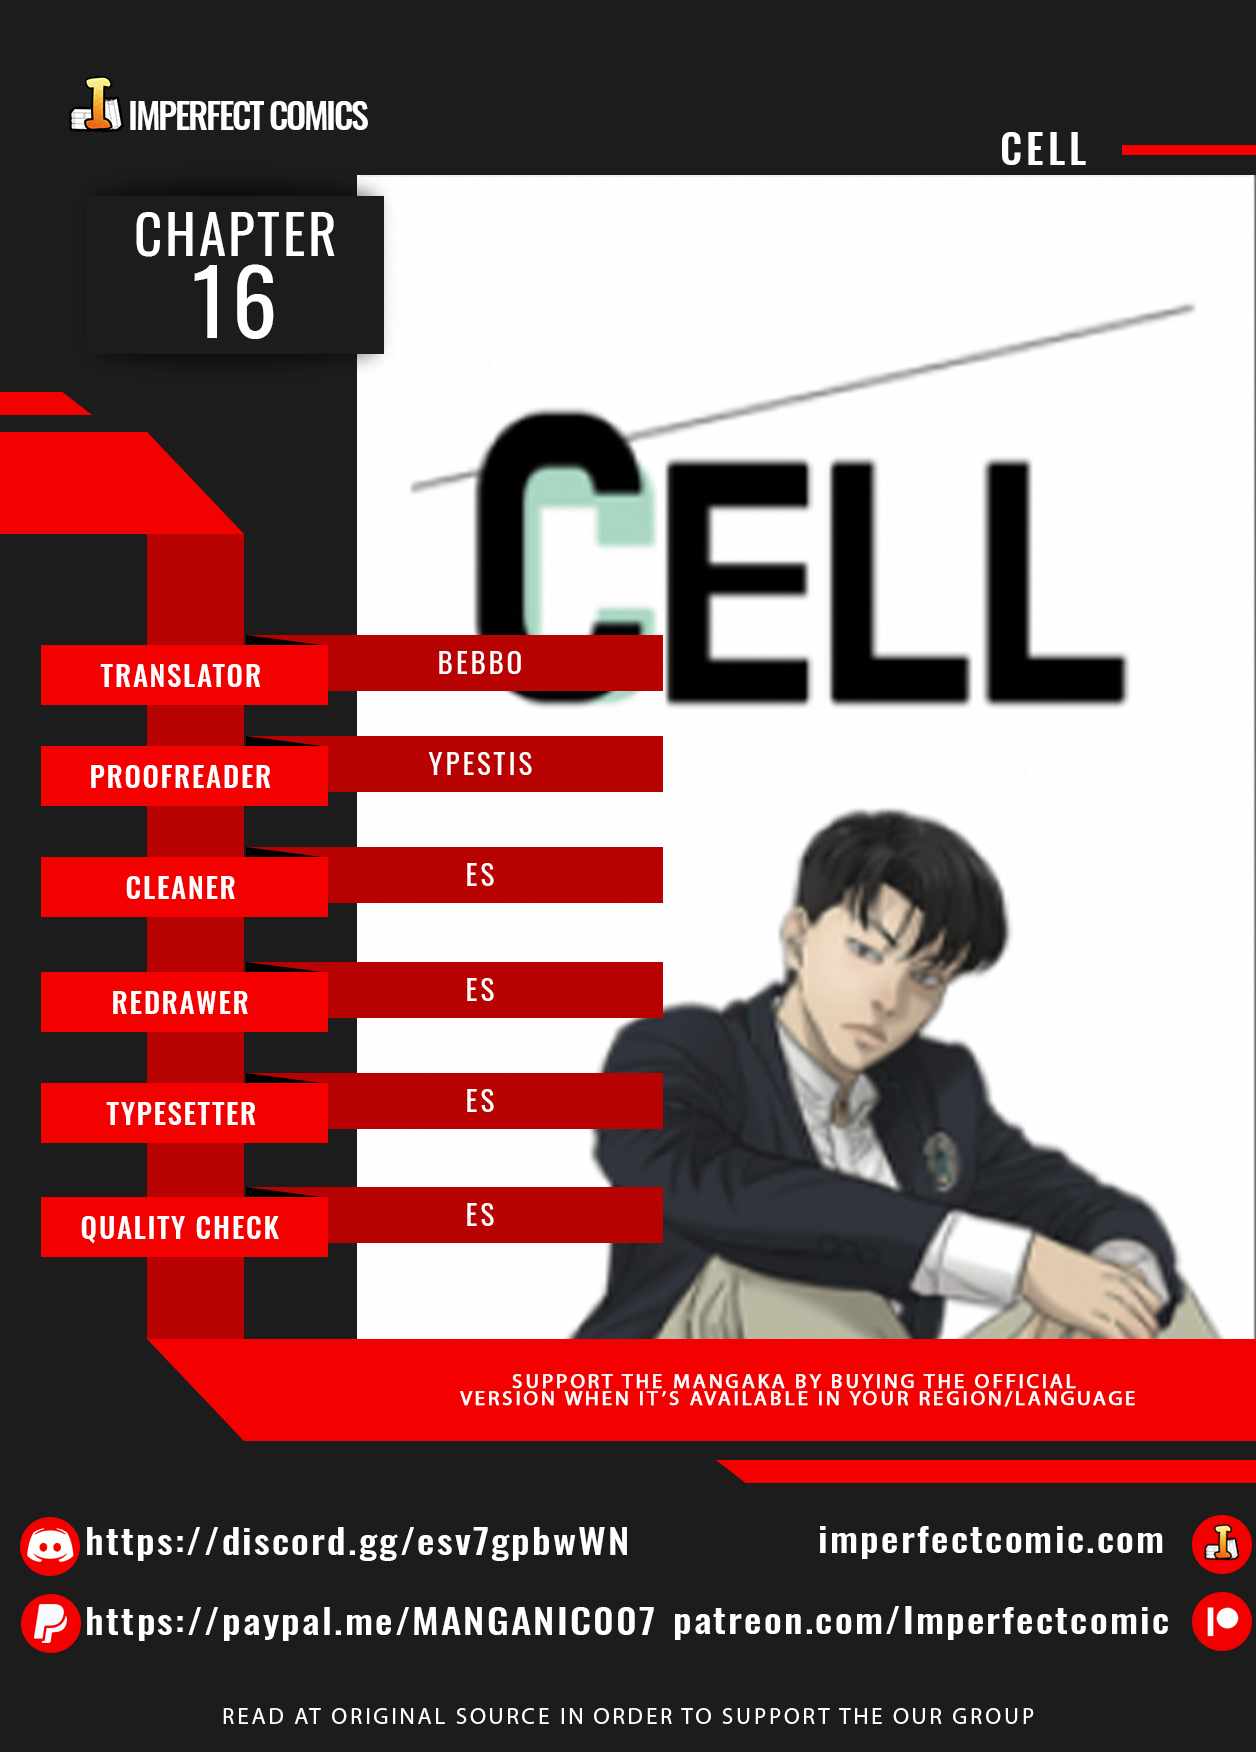 IMPERFECT COMICS
CELL
CHAPTER
16
CELL
TRANSLATOR
BEBBO
PROOFREADER
YPESTIS
CLEANER
ES
REDRAWER
ES
TYPESETTER
ES
QUALITY CHECK
ES
SUPPORT THE MANGAKA BY BUYING THE OFFICIAL
VERSION WHEN IT'S AVAILABLE IN YOUR REGION/LANGUAGE
https://discord.gg/esv7gpbwWN
imperfectcomic.com
https://paypal.me/MANGANIC007
patreon.com/Imperfectcomic
READ AT ORIGINAL SOURCE IN ORDER TO SUPPORT THE OUR GROUP